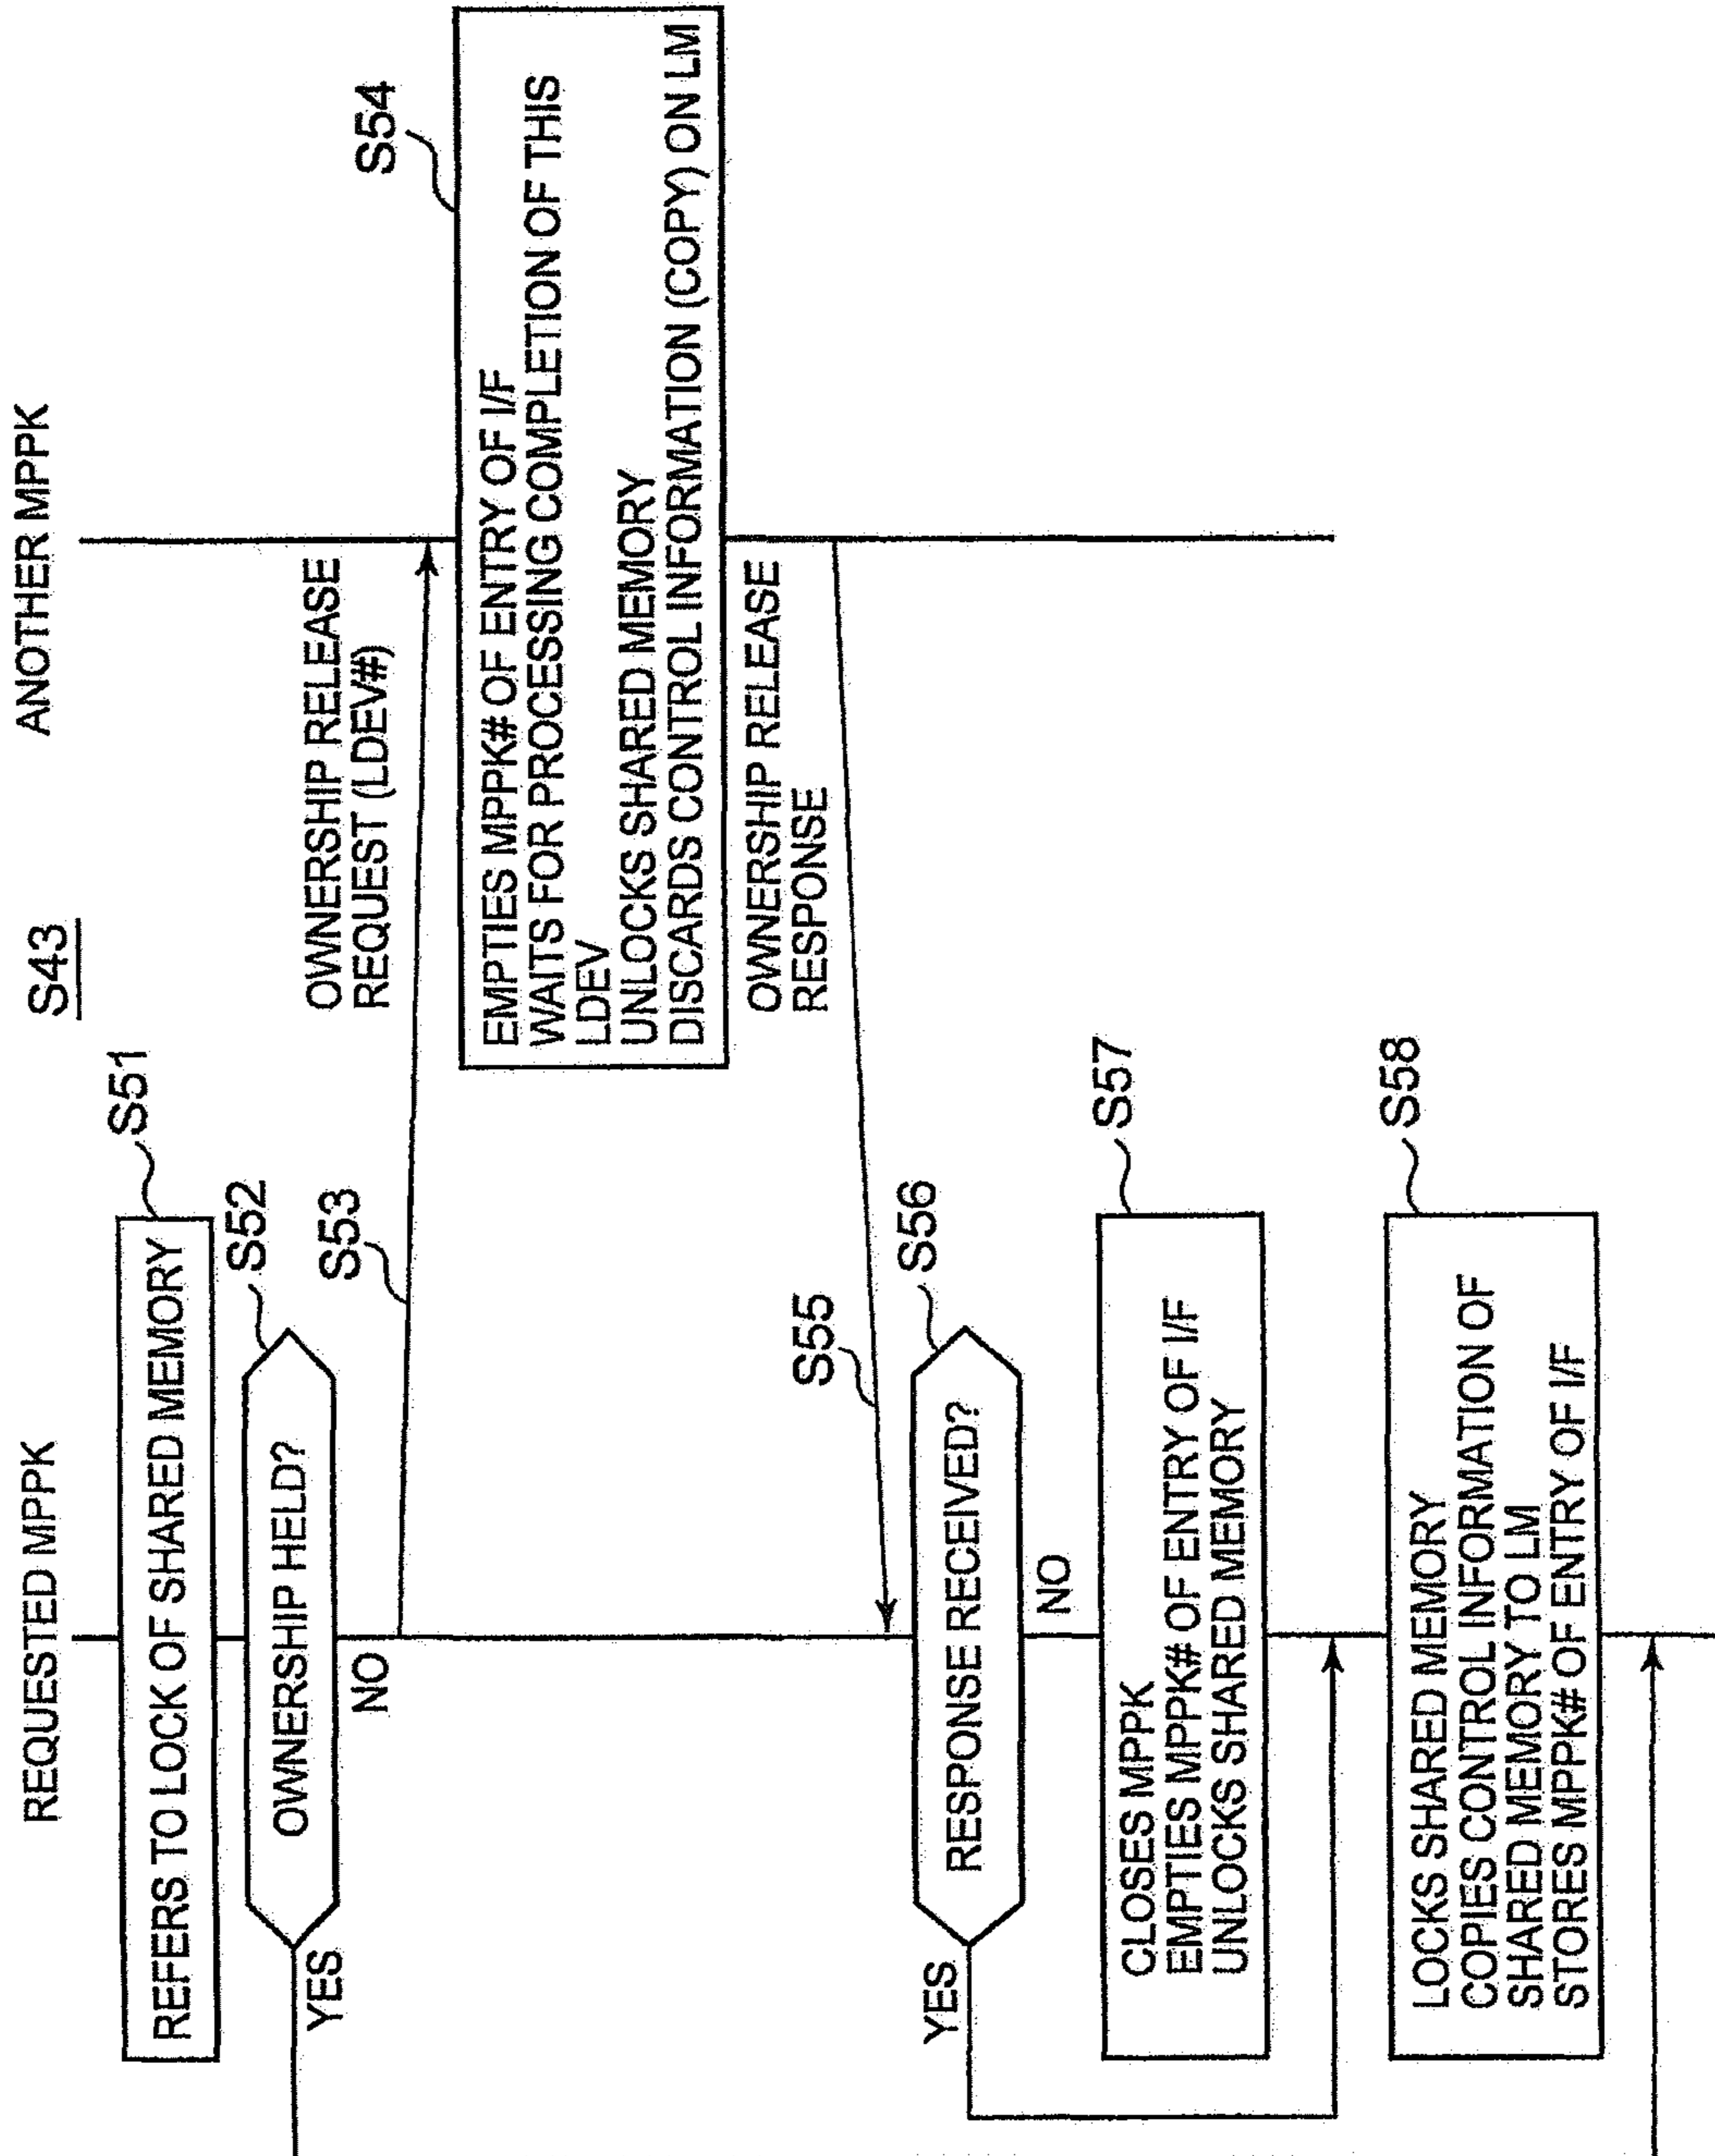 S43
REQUESTED MPPK
ANOTHER MPPK
REFERS TO LOCK OF SHARED MEMORY
S51
OWNERSHIP HELD?
S52
YES
NO
S53
OWNERSHIP RELEASE
REQUEST (LDEV#)
S54
EMPTIES MPPK# OF ENTRY OF I/F
WAITS FOR PROCESSING COMPLETION OF THIS
LDEV
UNLOCKS SHARED MEMORY
DISCARDS CONTROL INFORMATION (COPY) ON LM
OWNERSHIP RELEASE
RESPONSE
S55
RESPONSE RECEIVED?
S56
YES
NO
S57
CLOSES MPPK
EMPTIES MPPK# OF ENTRY OF I/F
UNLOCKS SHARED MEMORY
S58
LOCKS SHARED MEMORY
COPIES CONTROL INFORMATION OF
SHARED MEMORY TO LM
STORES MPPK# OF ENTRY OF I/F